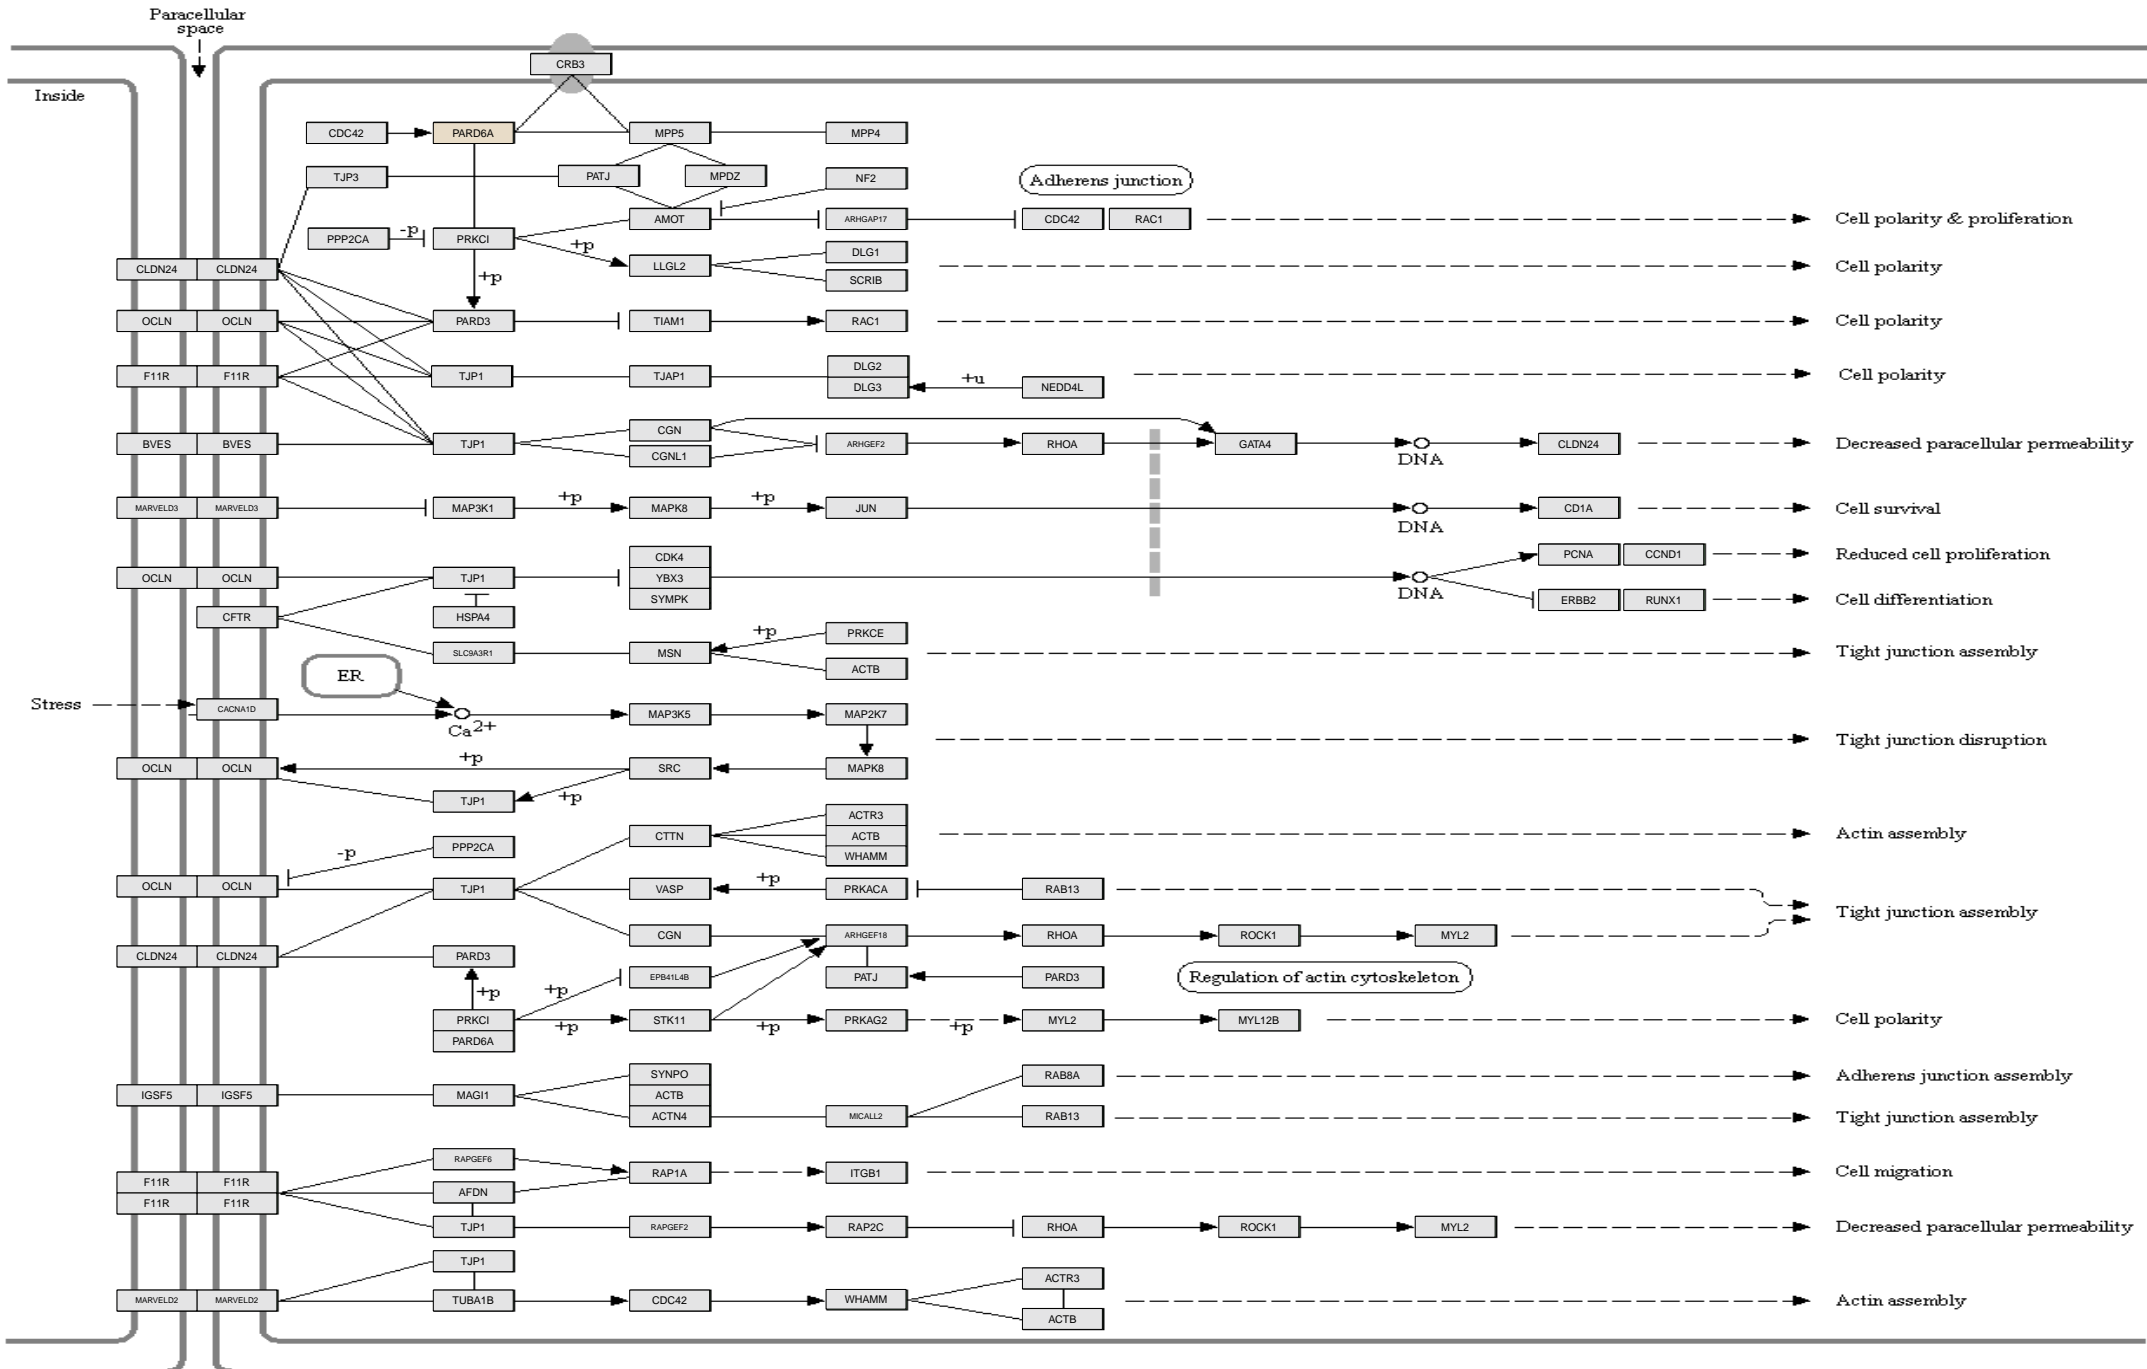 Paracellular
space
CRB3
Inside
CDC42 PARD6A MPP5 MPP4
TJP3 PATJ MPDZ NF2 Adherens junction
AMOT ARHGAP17 CDC42 RAC1 Cell polarity & proliferation
PPP2CA -p PRKCI +p
DLG1
CLDN24 CLDN24 LLGL2 Cell polarity
+p SCRIB
OCLN OCLN PARD3 TIAM1 RAC1 Cell polarity
DLG2
F11R F11R TJP1 TJAP1 Cell polarity
DLG3 +u NEDD4L
CGN
BVES BVES TJP1 ARHGEF2 RHOA GATA4 CLDN24 Decreased paracellular permeability
CGNL1 DNA
+p +p
MARVELD3 MARVELD3 MAP3K1 MAPK8 JUN CD1A Cell survival
DNA
CDK4 PCNA CCND1 Reduced cell proliferation
OCLN OCLN TJP1 YBX3
SYMPK DNA ERBB2 RUNX1 Cell differentiation
CFTR HSPA4
+p PRKCE
SLC9A3R1 MSN Tight junction assembly
ACTB
ER
Stress CACNA1D MAP3K5 MAP2K7
Ca2+
Tight junction disruption
+p
OCLN OCLN SRC MAPK8
TJP1 +p
ACTR3
CTTN ACTB Actin assembly
PPP2CA WHAMM
-p
OCLN OCLN TJP1 VASP +p PRKACA RAB13
Tight junction assembly
CGN ARHGEF18 RHOA ROCK1 MYL2
CLDN24 CLDN24 PARD3
EPB41L4B PATJ PARD3 Regulation of actin cytoskeleton
+p +p
PRKCI +p STK11 +p PRKAG2 +p MYL2 MYL12B Cell polarity
PARD6A
SYNPO RAB8A Adherens junction assembly
IGSF5 IGSF5 MAGI1 ACTB
ACTN4 MICALL2 RAB13 Tight junction assembly
RAPGEF6
F11R F11R RAP1A ITGB1 Cell migration
F11R F11R AFDN
TJP1 RAPGEF2 RAP2C RHOA ROCK1 MYL2 Decreased paracellular permeability
TJP1
ACTR3
MARVELD2 MARVELD2 TUBA1B CDC42 WHAMM Actin assembly
ACTB